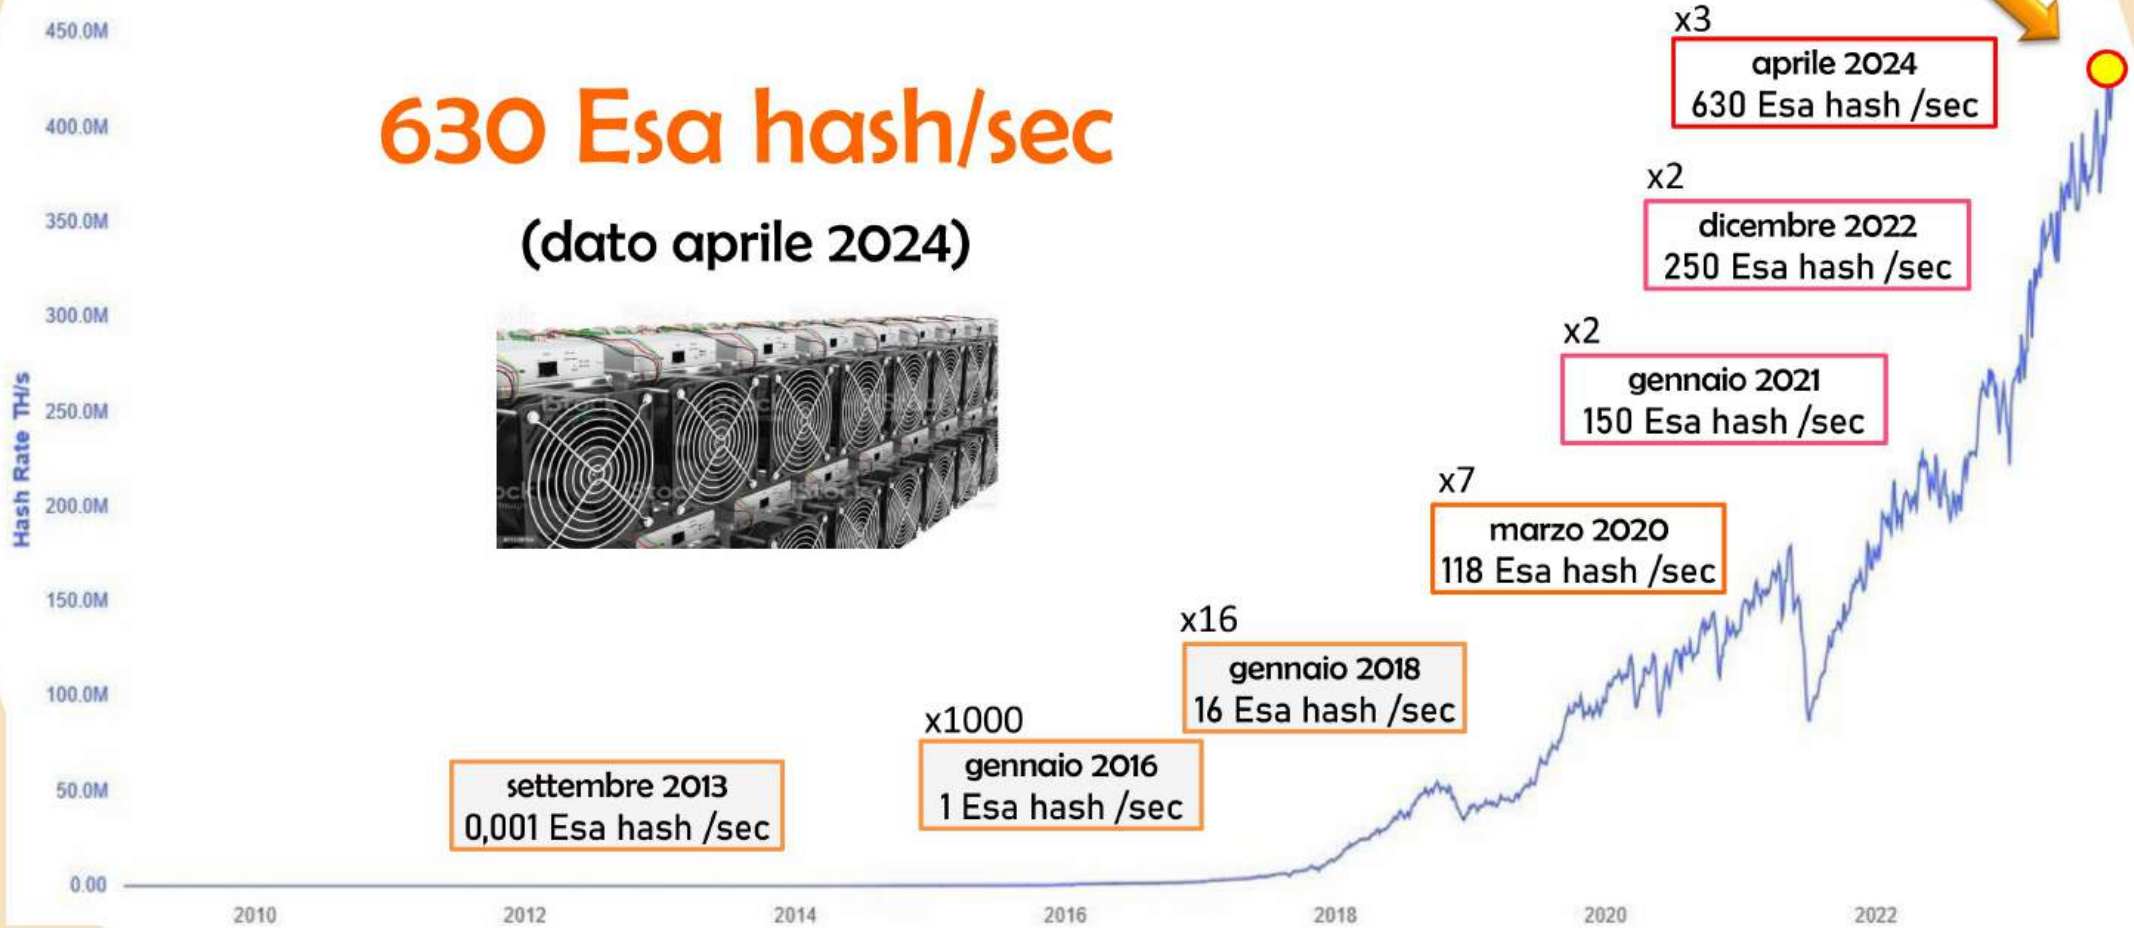 630 Esa hash/sec
(dato aprile 2024)
Hash Rate TH/s
450.0M
400.0M
350.0M
300.0M
250.0M
200.0M
150.0M
100.0M
50.0M
0.00
2010
2012
2014
2016
2018
2020
2022
settembre 2013
0,001 Esa hash /sec
x1000
gennaio 2016
1 Esa hash /sec
x16
gennaio 2018
16 Esa hash /sec
x7
marzo 2020
118 Esa hash /sec
x2
gennaio 2021
150 Esa hash /sec
x2
dicembre 2022
250 Esa hash /sec
x3
aprile 2024
630 Esa hash /sec
iStock